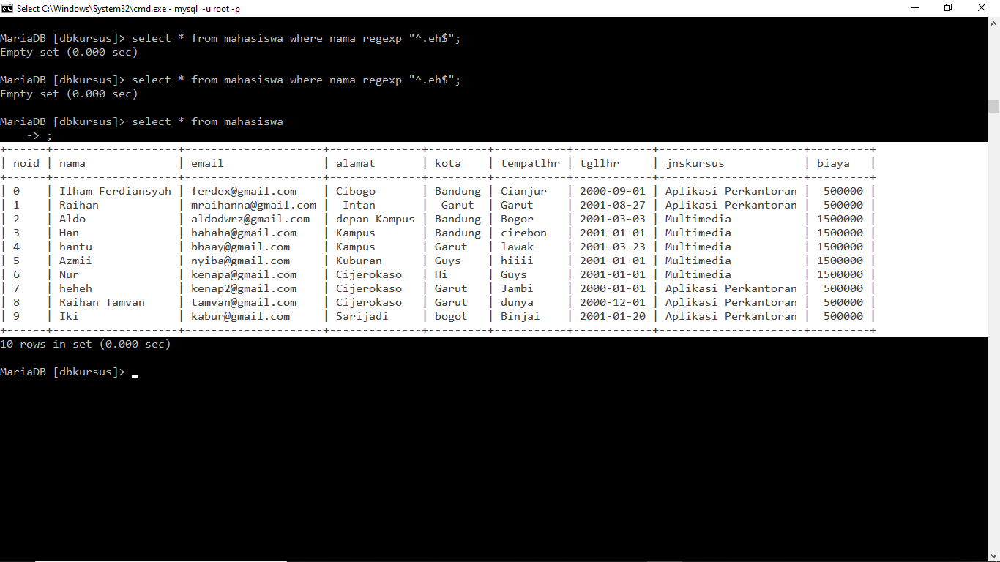 Select C:\Windows\System32\cmd.exe - mysql -u root -p
MariaDB [dbkursus]> select * from mahasiswa where nama regexp "^.eh$";
Empty set (0.000 sec)
MariaDB [dbkursus]> select * from mahasiswa where nama regexp "^.eh$";
Empty set (0.000 sec)
MariaDB [dbkursus]> select * from mahasiswa
    -> ;
+------+-------------------+---------------------+--------------+---------+-----------+------------+----------------------+---------+
| noid | nama              | email               | alamat       | kota    | tempatlhr | tgllhr     | jnskursus            | biaya   |
+------+-------------------+---------------------+--------------+---------+-----------+------------+----------------------+---------+
| 0    | Ilham Ferdiansyah | ferdex@gmail.com    | Cibogo       | Bandung | Cianjur   | 2000-09-01 | Aplikasi Perkantoran |  500000 |
| 1    | Raihan            | mraihanna@gmail.com |  Intan       |  Garut  | Garut     | 2001-08-27 | Aplikasi Perkantoran |  500000 |
| 2    | Aldo              | aldodwrz@gmail.com  | depan Kampus | Bandung | Bogor     | 2001-03-03 | Multimedia           | 1500000 |
| 3    | Han               | hahaha@gmail.com    | Kampus       | Bandung | cirebon   | 2001-01-01 | Multimedia           | 1500000 |
| 4    | hantu             | bbaay@gmail.com     | Kampus       | Garut   | lawak     | 2001-03-23 | Multimedia           | 1500000 |
| 5    | Azmii             | nyiba@gmail.com     | Kuburan      | Guys    | hiiii     | 2001-01-01 | Multimedia           | 1500000 |
| 6    | Nur               | kenapa@gmail.com    | Cijerokaso   | Hi      | Guys      | 2001-01-01 | Multimedia           | 1500000 |
| 7    | heheh             | kenap2@gmail.com    | Cijerokaso   | Garut   | Jambi     | 2000-01-01 | Aplikasi Perkantoran |  500000 |
| 8    | Raihan Tamvan     | tamvan@gmail.com    | Cijerokaso   | Garut   | dunya     | 2000-12-01 | Aplikasi Perkantoran |  500000 |
| 9    | Iki               | kabur@gmail.com     | Sarijadi     | bogot   | Binjai    | 2001-01-20 | Aplikasi Perkantoran |  500000 |
+------+-------------------+---------------------+--------------+---------+-----------+------------+----------------------+---------+
10 rows in set (0.000 sec)
MariaDB [dbkursus]>